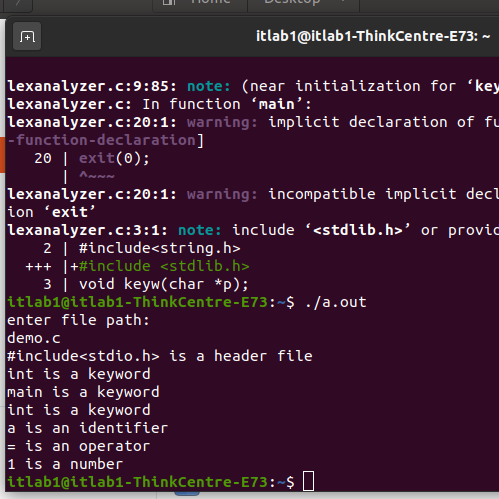 Home
Desktop
itlab1@itlab1-ThinkCentre-E73: ~
lexanalyzer.c:9:85: note: (near initialization for ‘key
lexanalyzer.c: In function ‘main’:
lexanalyzer.c:20:1: warning: implicit declaration of fu
-function-declaration]
20 | exit(0);
| ^~~~
lexanalyzer.c:20:1: warning: incompatible implicit decl
ion ‘exit’
lexanalyzer.c:3:1: note: include ‘<stdlib.h>’ or provid
2 | #include<string.h>
+++ |+#include <stdlib.h>
3 | void keyw(char *p);
itlab1@itlab1-ThinkCentre-E73:~$ ./a.out
enter file path:
demo.c
#include<stdio.h> is a header file
int is a keyword
main is a keyword
int is a keyword
a is an identifier
= is an operator
1 is a number
itlab1@itlab1-ThinkCentre-E73:~$